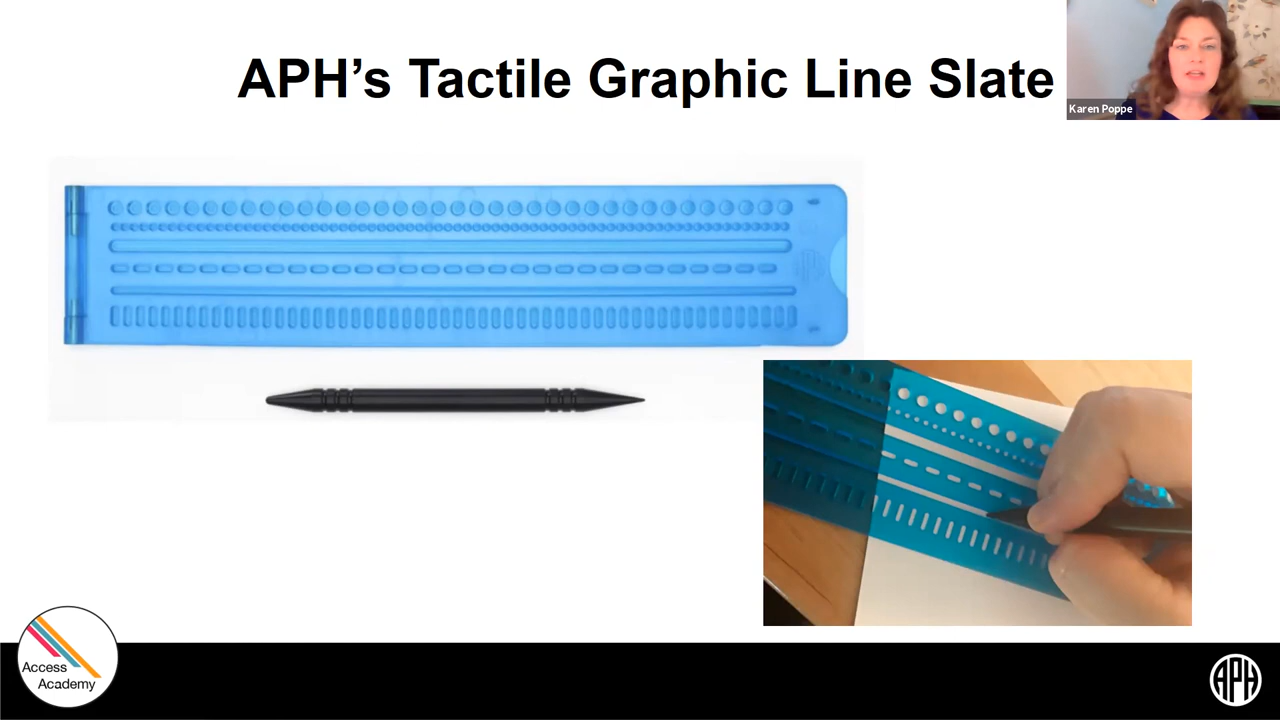 APH’s Tactile Graphic Line Slate
Karen Poppe
Access
Academy
APH